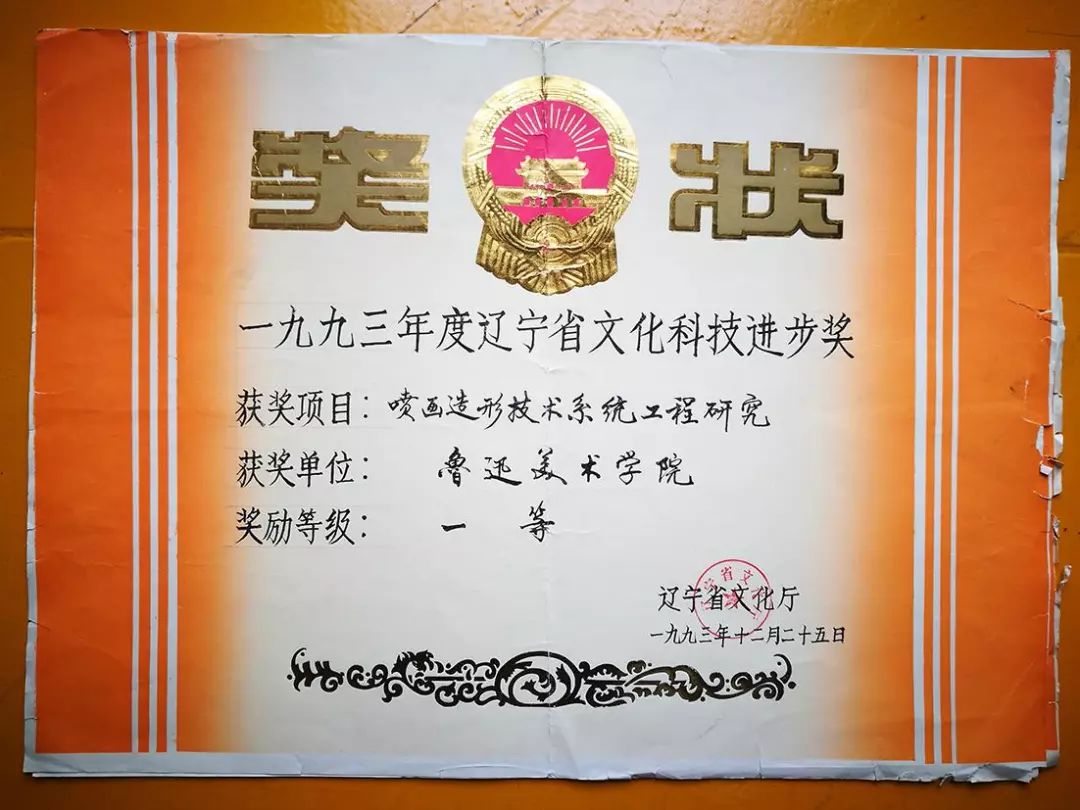 奖状
一九九三年度辽宁省文化科技进步奖
获奖项目：喷画造形技术系统工程研究
获奖单位：鲁迅美术学院
奖励等级：一等
辽宁省文化厅
一九九三年十二月二十五日